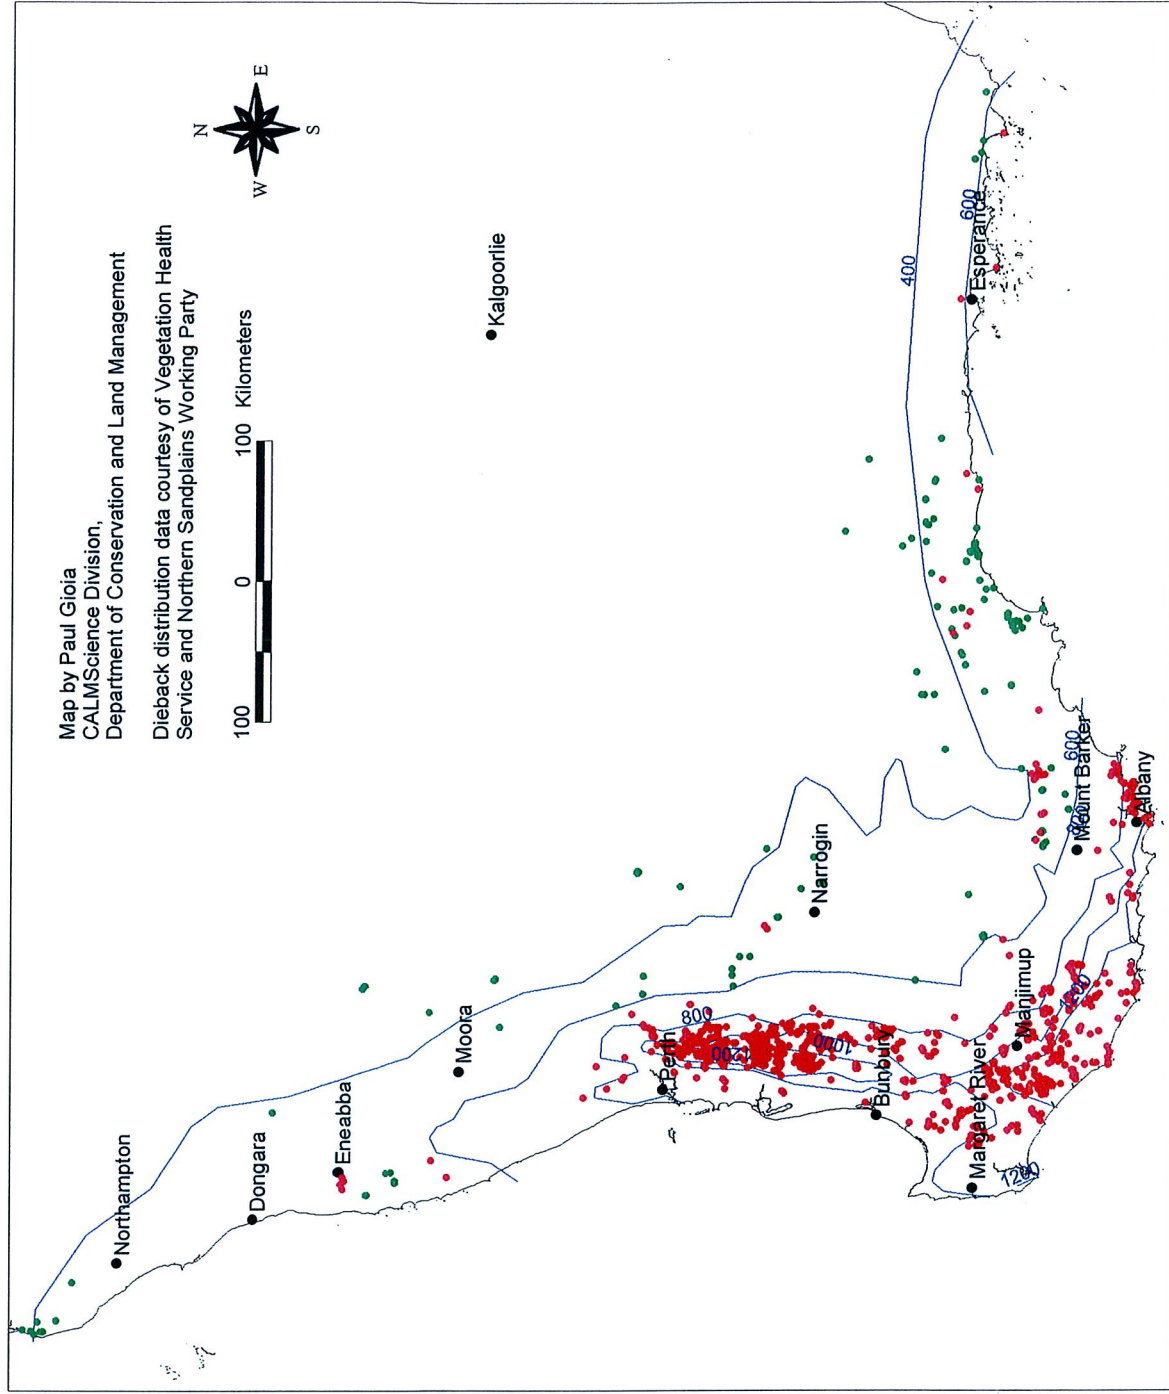 Map by Paul Gioia
CALMScience Division,
Department of Conservation and Land Management
Dieback distribution data courtesy of Vegetation Health
Service and Northern Sandplains Working Party
100 0 100 Kilometers
N
W E
S
Northampton
Dongara
Eneabba
Moora
Kalgoorlie
Perth
800
1200
Narrogin
1000
Bunbury
400
600
Esperance
Margaret River
1200
Manjimup
1200
600
Mount Barker
Albany